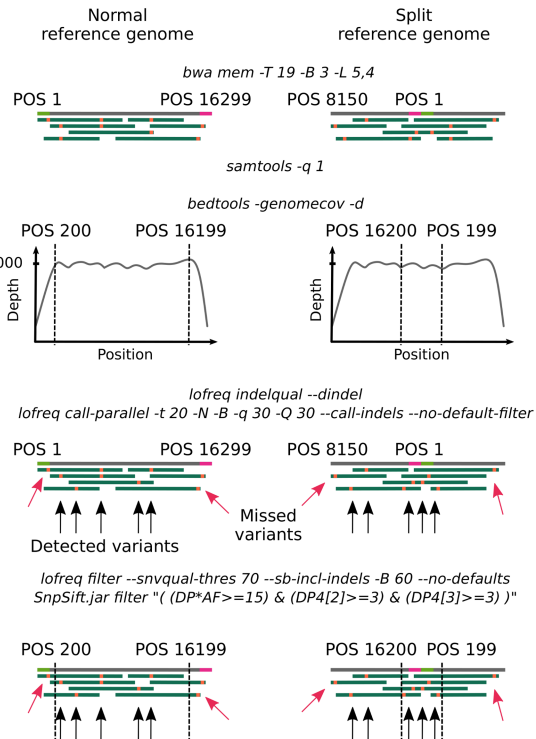 Normal
reference genome
Split
reference genome
bwa mem -T 19 -B 3 -L 5,4
POS 1
POS 16299
POS 8150
POS 1
samtools -q 1
bedtools -genomecov -d
POS 200
POS 16199
POS 16200
POS 199
000
Depth
Position
Depth
Position
lofreq indelqual --dindel
lofreq call-parallel -t 20 -N -B -q 30 -Q 30 --call-indels --no-default-filter
POS 1
POS 16299
POS 8150
POS 1
Missed
variants
Detected variants
lofreq filter --snvqual-thres 70 --sb-incl-indels -B 60 --no-defaults
SnpSift.jar filter "( (DP*AF>=15) & (DP4[2]>=3) & (DP4[3]>=3) )"
POS 200
POS 16199
POS 16200
POS 199